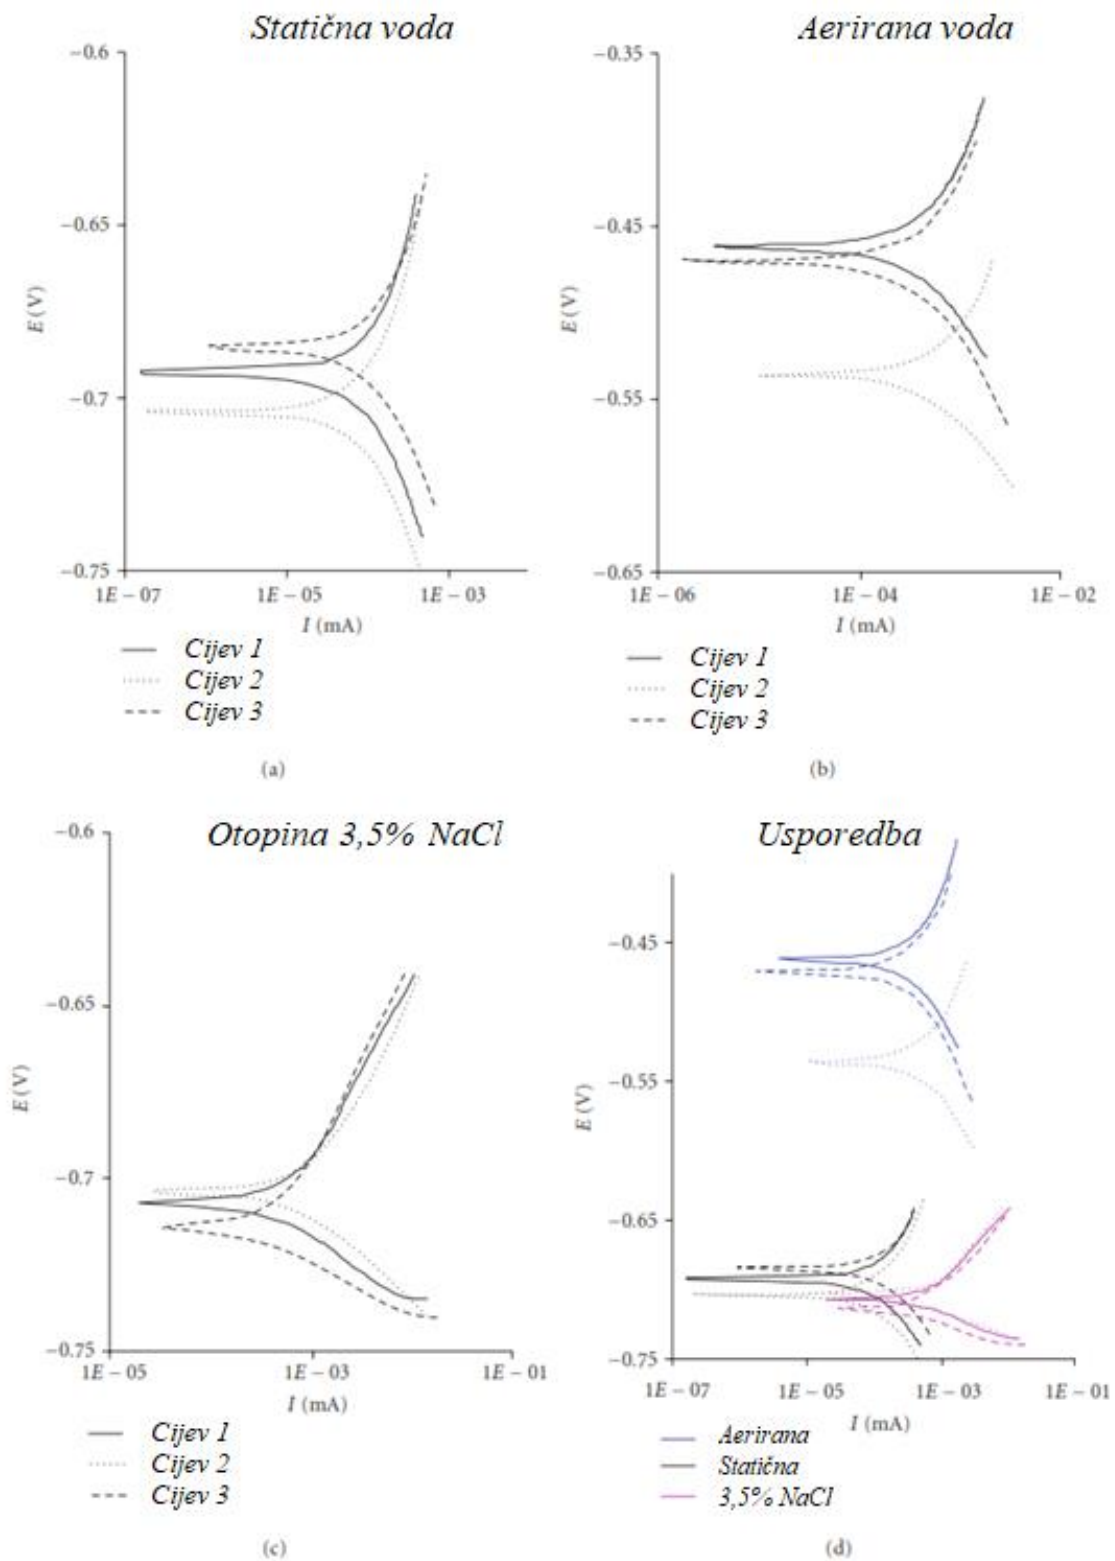 Statična voda
−0.6
−0.65
−0.7
−0.75
E (V)
1E − 07
1E − 05
1E − 03
I (mA)
Cijev 1
Cijev 2
Cijev 3
(a)
Aerirana voda
−0.35
−0.45
−0.55
−0.65
E (V)
1E − 06
1E − 04
1E − 02
I (mA)
Cijev 1
Cijev 2
Cijev 3
(b)
Otopina 3,5% NaCl
−0.6
−0.65
−0.7
−0.75
E (V)
1E − 05
1E − 03
1E − 01
I (mA)
Cijev 1
Cijev 2
Cijev 3
(c)
Usporedba
−0.45
−0.55
−0.65
−0.75
E (V)
1E − 07
1E − 05
1E − 03
1E − 01
I (mA)
Aerirana
Statična
3,5% NaCl
(d)